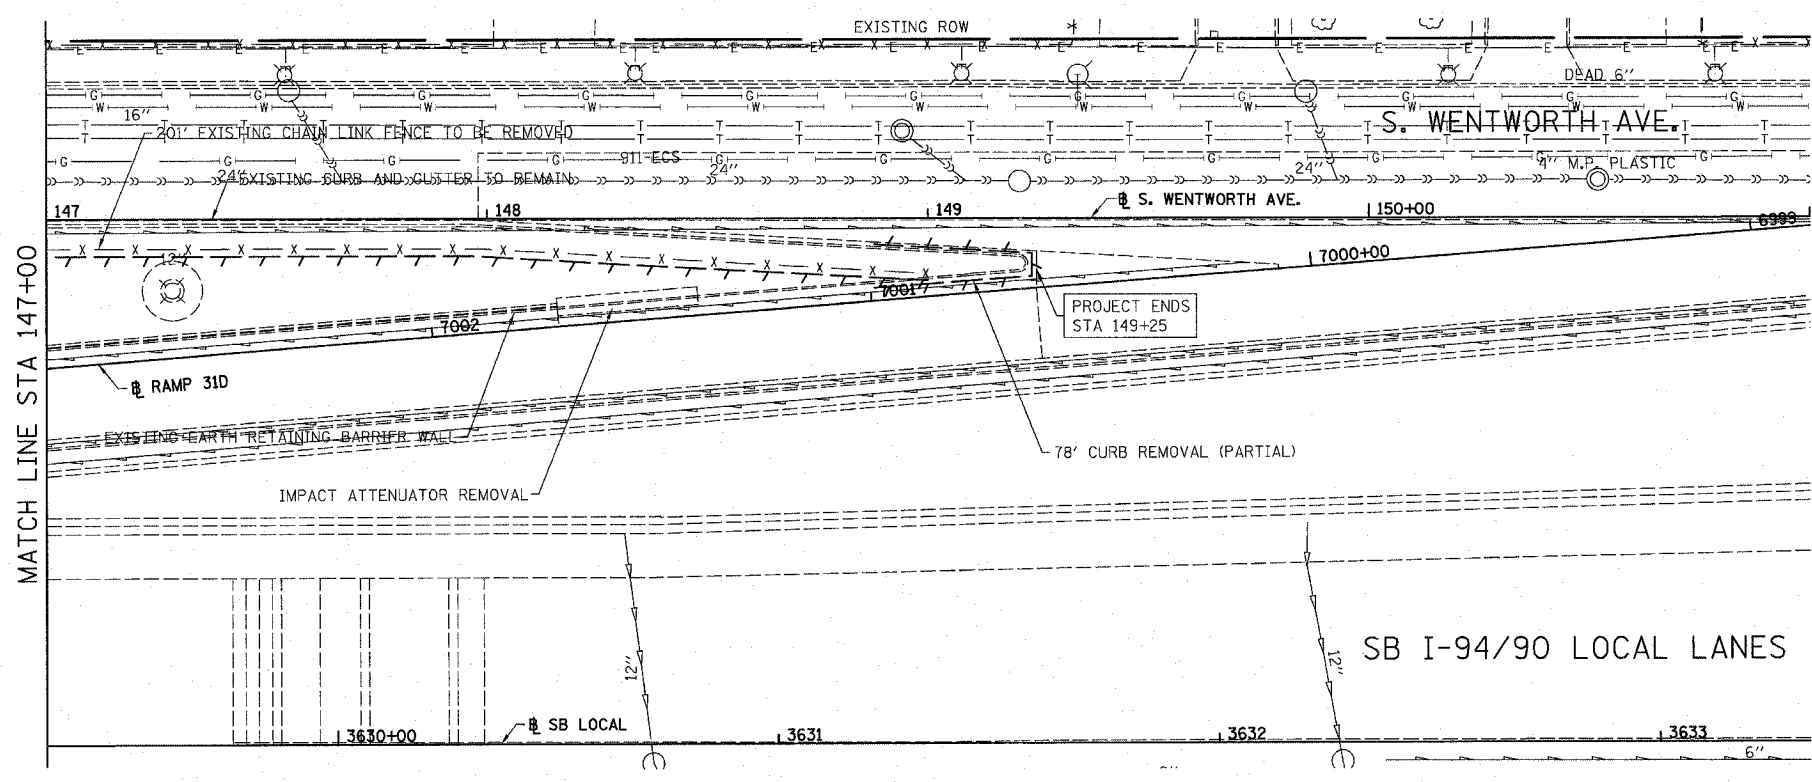 EXISTING ROW
DEAD 6"
16"
S. WENTWORTH AVE.
201' EXISTING CHAIN LINK FENCE TO BE REMOVED
911-ECS
24"
24"
4" M.P. PLASTIC
24"
EXISTING CURB AND GUTTER TO REMAIN
147
148
149
℄ S. WENTWORTH AVE.
150+00
6999
7000+00
7001
7002
12"
PROJECT ENDS
STA 149+25
℄ RAMP 31D
MATCH LINE STA 147+00
EXISTING EARTH RETAINING BARRIER WALL
78' CURB REMOVAL (PARTIAL)
IMPACT ATTENUATOR REMOVAL
12"
12"
SB I-94/90 LOCAL LANES
℄ SB LOCAL
3630+00
3631
3632
3633
6"